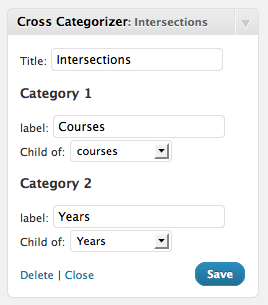 Cross Categorizer: Intersections
Title: Intersections
Category 1
label: Courses
Child of: courses
Category 2
label: Years
Child of: Years
Delete | Close Save